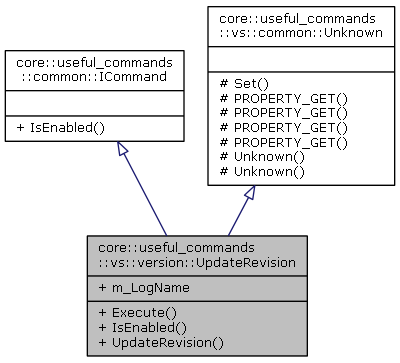 core::useful_commands
::vs::common::Unknown
# Set()
# PROPERTY_GET()
# PROPERTY_GET()
# PROPERTY_GET()
# PROPERTY_GET()
# Unknown()
# Unknown()
core::useful_commands
::common::ICommand
+ IsEnabled()
core::useful_commands
::vs::version::UpdateRevision
+ m_LogName
+ Execute()
+ IsEnabled()
+ UpdateRevision()